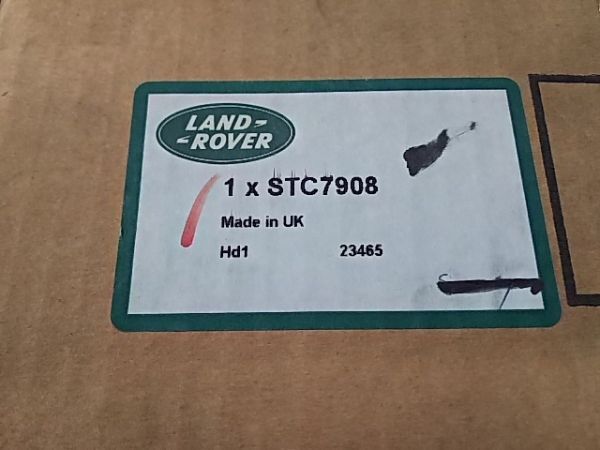 LAND-
-ROVER
1 x STC7908
Made in UK
Hd1 23465